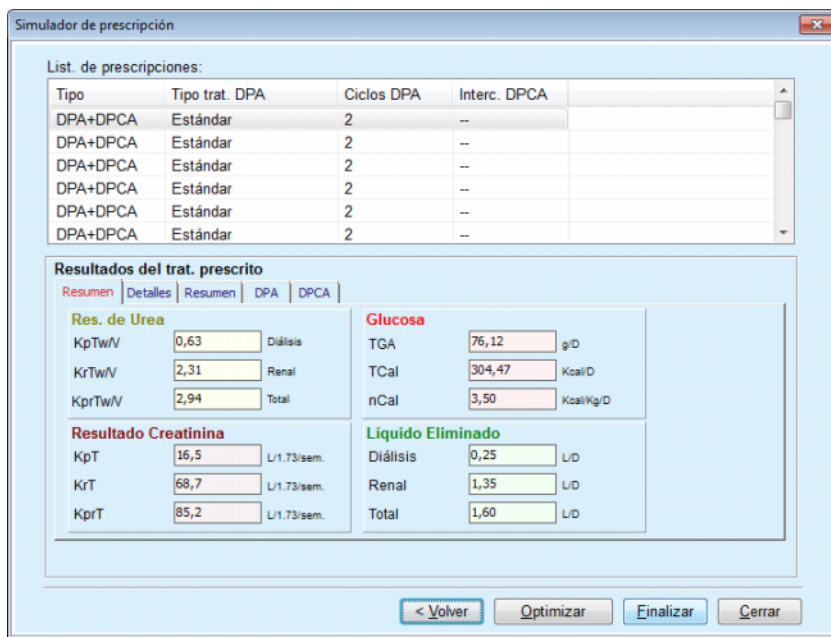 Simulador de prescripción
List. de prescripciones:
Tipo Tipo trat. DPA Ciclos DPA Interc. DPCA
DPA+DPCA Estándar 2 --
DPA+DPCA Estándar 2 --
DPA+DPCA Estándar 2 --
DPA+DPCA Estándar 2 --
DPA+DPCA Estándar 2 --
DPA+DPCA Estándar 2 --
Resultados del trat. prescrito
Resumen Detalles Resumen DPA DPCA
Res. de Urea
KpTw/V 0,63 Diálisis
KrTw/V 2,31 Renal
KprTw/V 2,94 Total
Glucosa
TGA 76,12 g/D
TCal 304,47 Kcal/D
nCal 3,50 Kcal/Kg/D
Resultado Creatinina
KpT 16,5 L/1.73/sem.
KrT 68,7 L/1.73/sem.
KprT 85,2 L/1.73/sem.
Líquido Eliminado
Diálisis 0,25 L/D
Renal 1,35 L/D
Total 1,60 L/D
< Volver Optimizar Finalizar Cerrar